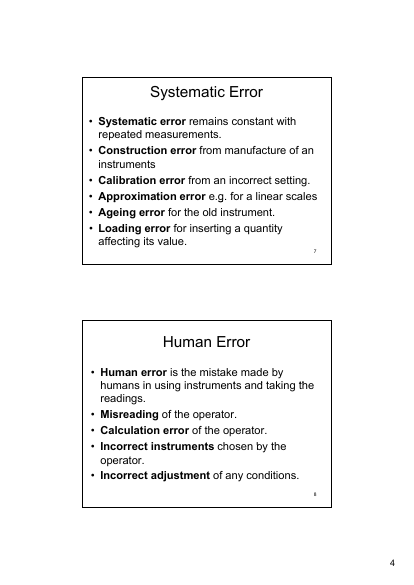 Systematic Error
• Systematic error remains constant with
repeated measurements.
• Construction error from manufacture of an
instruments
• Calibration error from an incorrect setting.
• Approximation error e.g. for a linear scales
• Ageing error for the old instrument.
• Loading error for inserting a quantity
affecting its value.
7
Human Error
• Human error is the mistake made by
humans in using instruments and taking the
readings.
• Misreading of the operator.
• Calculation error of the operator.
• Incorrect instruments chosen by the
operator.
• Incorrect adjustment of any conditions.
8
4